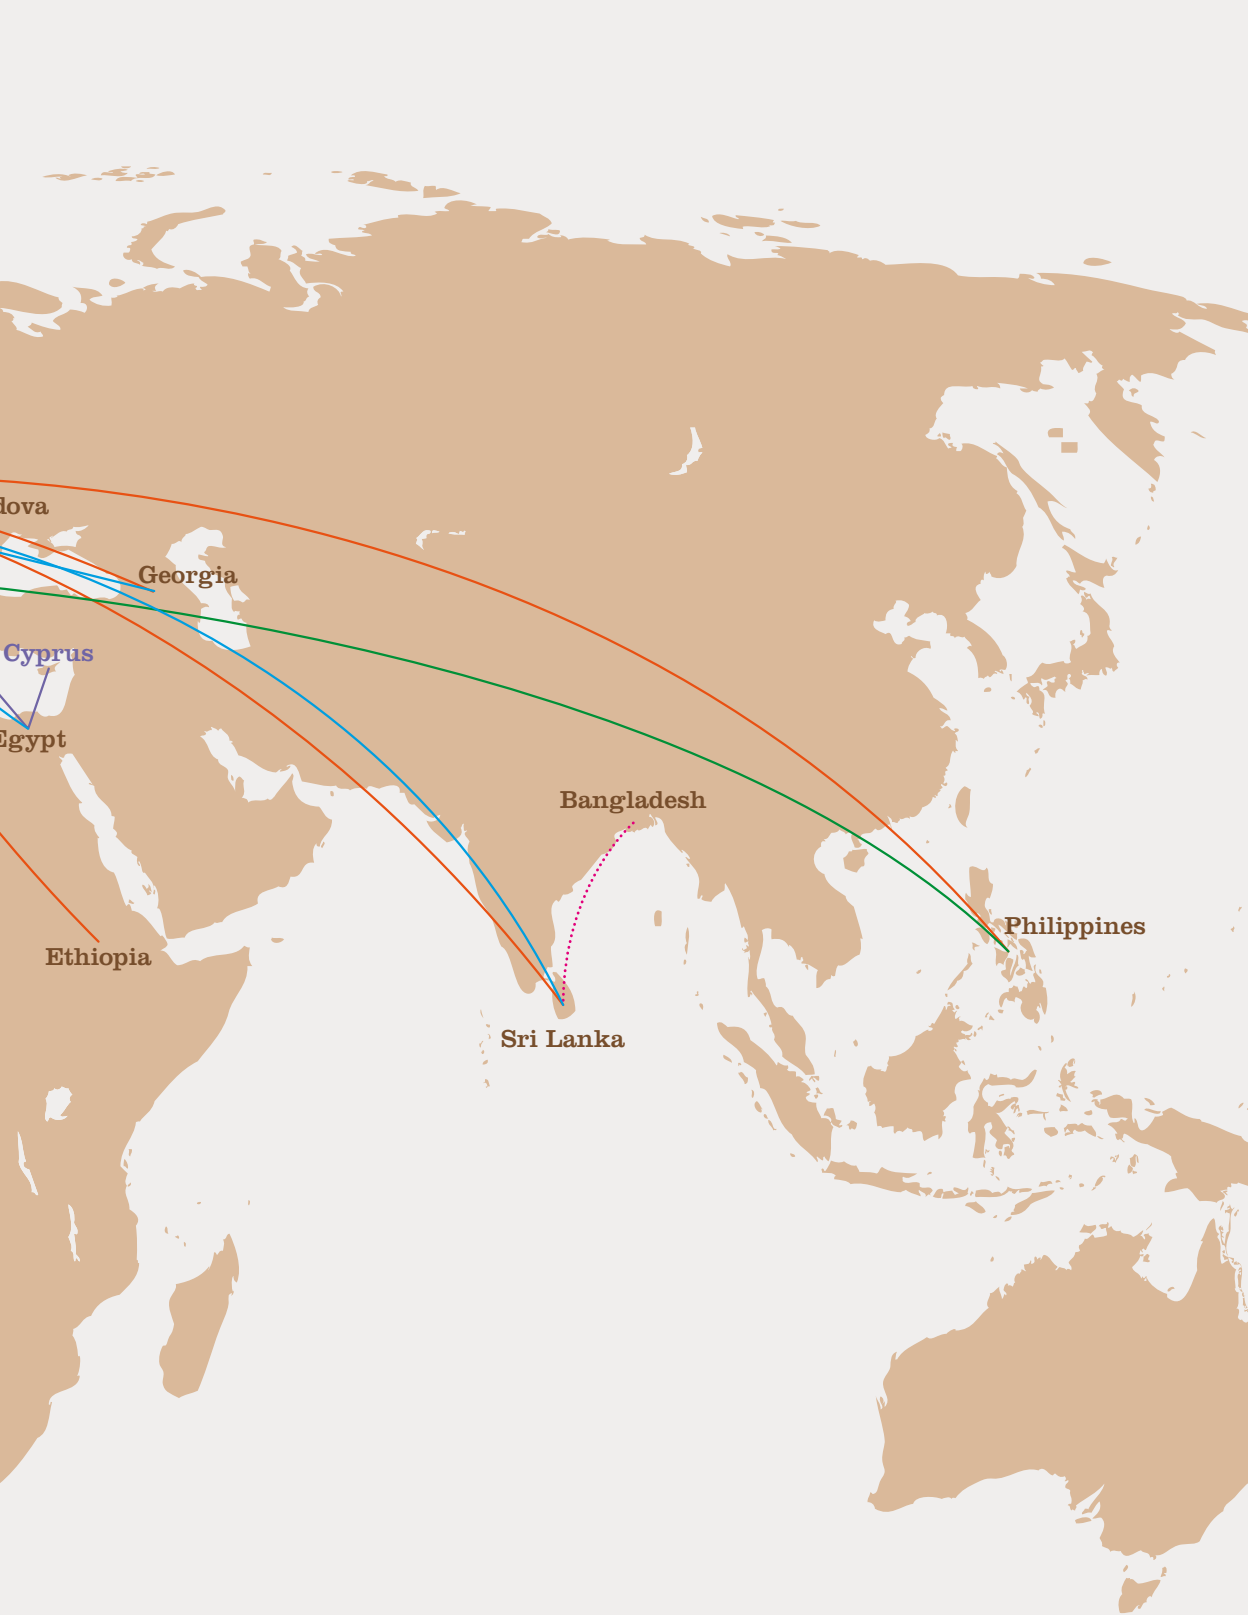 dova
Georgia
Cyprus
Egypt
Bangladesh
Philippines
Ethiopia
Sri Lanka